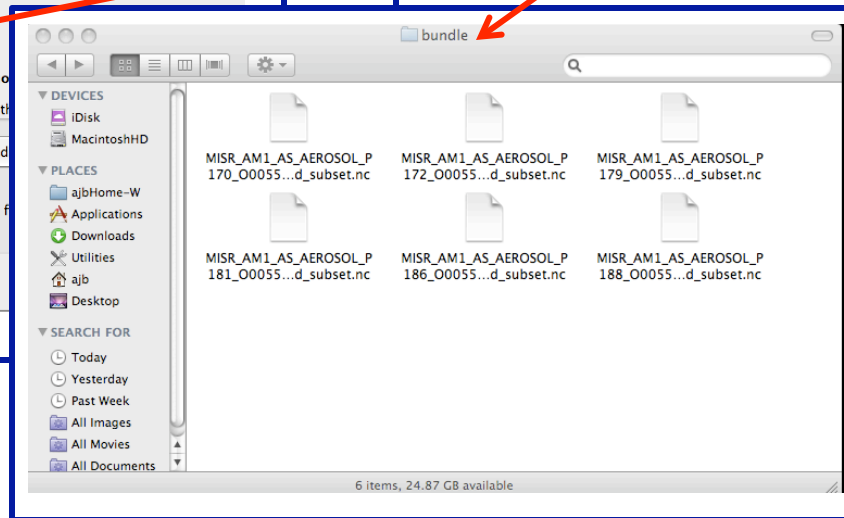 bundle
DEVICES
iDisk
MacintoshHD
PLACES
ajbHome-W
Applications
Downloads
Utilities
ajb
Desktop
SEARCH FOR
Today
Yesterday
Past Week
All Images
All Movies
All Documents
MISR_AM1_AS_AEROSOL_P
170_O0055...d_subset.nc
MISR_AM1_AS_AEROSOL_P
172_O0055...d_subset.nc
MISR_AM1_AS_AEROSOL_P
179_O0055...d_subset.nc
MISR_AM1_AS_AEROSOL_P
181_O0055...d_subset.nc
MISR_AM1_AS_AEROSOL_P
186_O0055...d_subset.nc
MISR_AM1_AS_AEROSOL_P
188_O0055...d_subset.nc
6 items, 24.87 GB available